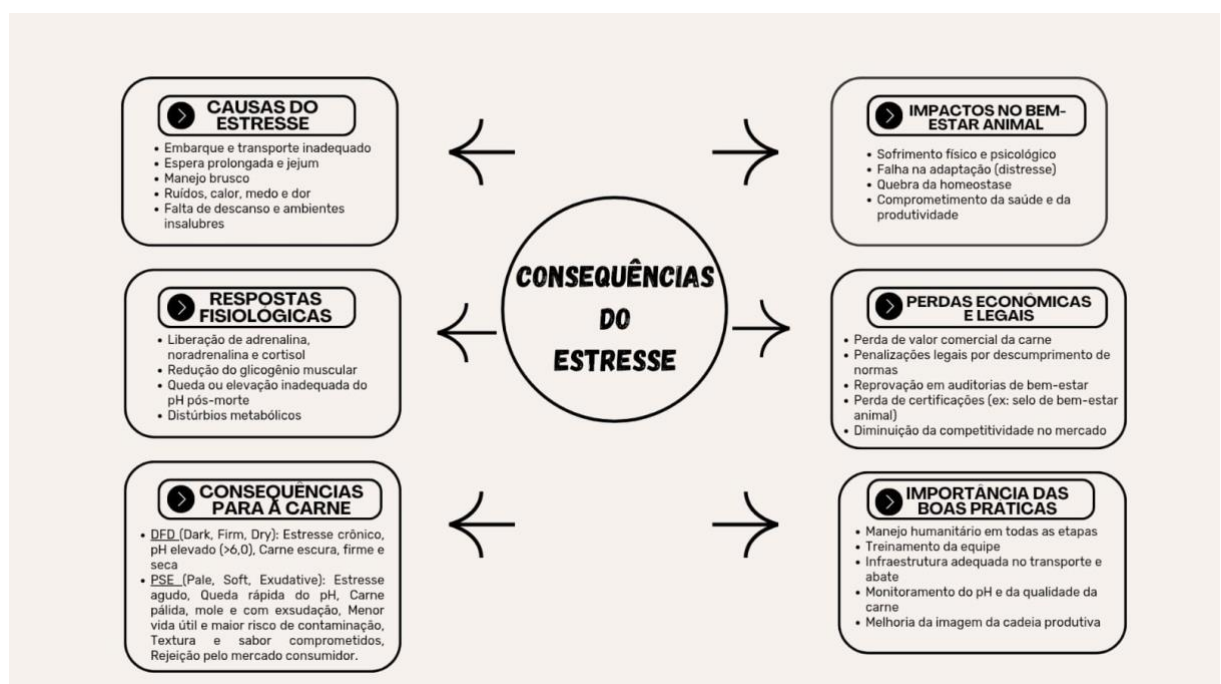 CAUSAS DO
ESTRESSE
• Embarque e transporte inadequado
• Espera prolongada e jejum
• Manejo brusco
• Ruídos, calor, medo e dor
• Falta de descanso e ambientes
insalubres
RESPOSTAS
FISIOLÓGICAS
• Liberação de adrenalina,
noradrenalina e cortisol
• Redução do glicogênio muscular
• Queda ou elevação inadequada do
pH pós-morte
• Distúrbios metabólicos
CONSEQUÊNCIAS
PARA A CARNE
• DFD (Dark, Firm, Dry): Estresse crônico,
pH elevado (>6,0), Carne escura, firme e
seca
• PSE (Pale, Soft, Exudative): Estresse
agudo, Queda rápida do pH, Carne
pálida, mole e com exsudação, Menor
vida útil e maior risco de contaminação,
Textura e sabor comprometidos,
Rejeição pelo mercado consumidor.
CONSEQUÊNCIAS
DO
ESTRESSE
IMPACTOS NO BEM-
ESTAR ANIMAL
• Sofrimento físico e psicológico
• Falha na adaptação (distresse)
• Quebra da homeostase
• Comprometimento da saúde e da
produtividade
PERDAS ECONÔMICAS
E LEGAIS
• Perda de valor comercial da carne
• Penalizações legais por descumprimento de
normas
• Reprovação em auditorias de bem-estar
• Perda de certificações (ex: selo de bem-estar
animal)
• Diminuição da competitividade no mercado
IMPORTÂNCIA DAS
BOAS PRÁTICAS
• Manejo humanitário em todas as etapas
• Treinamento da equipe
• Infraestrutura adequada no transporte e
abate
• Monitoramento do pH e da qualidade da
carne
• Melhoria da imagem da cadeia produtiva